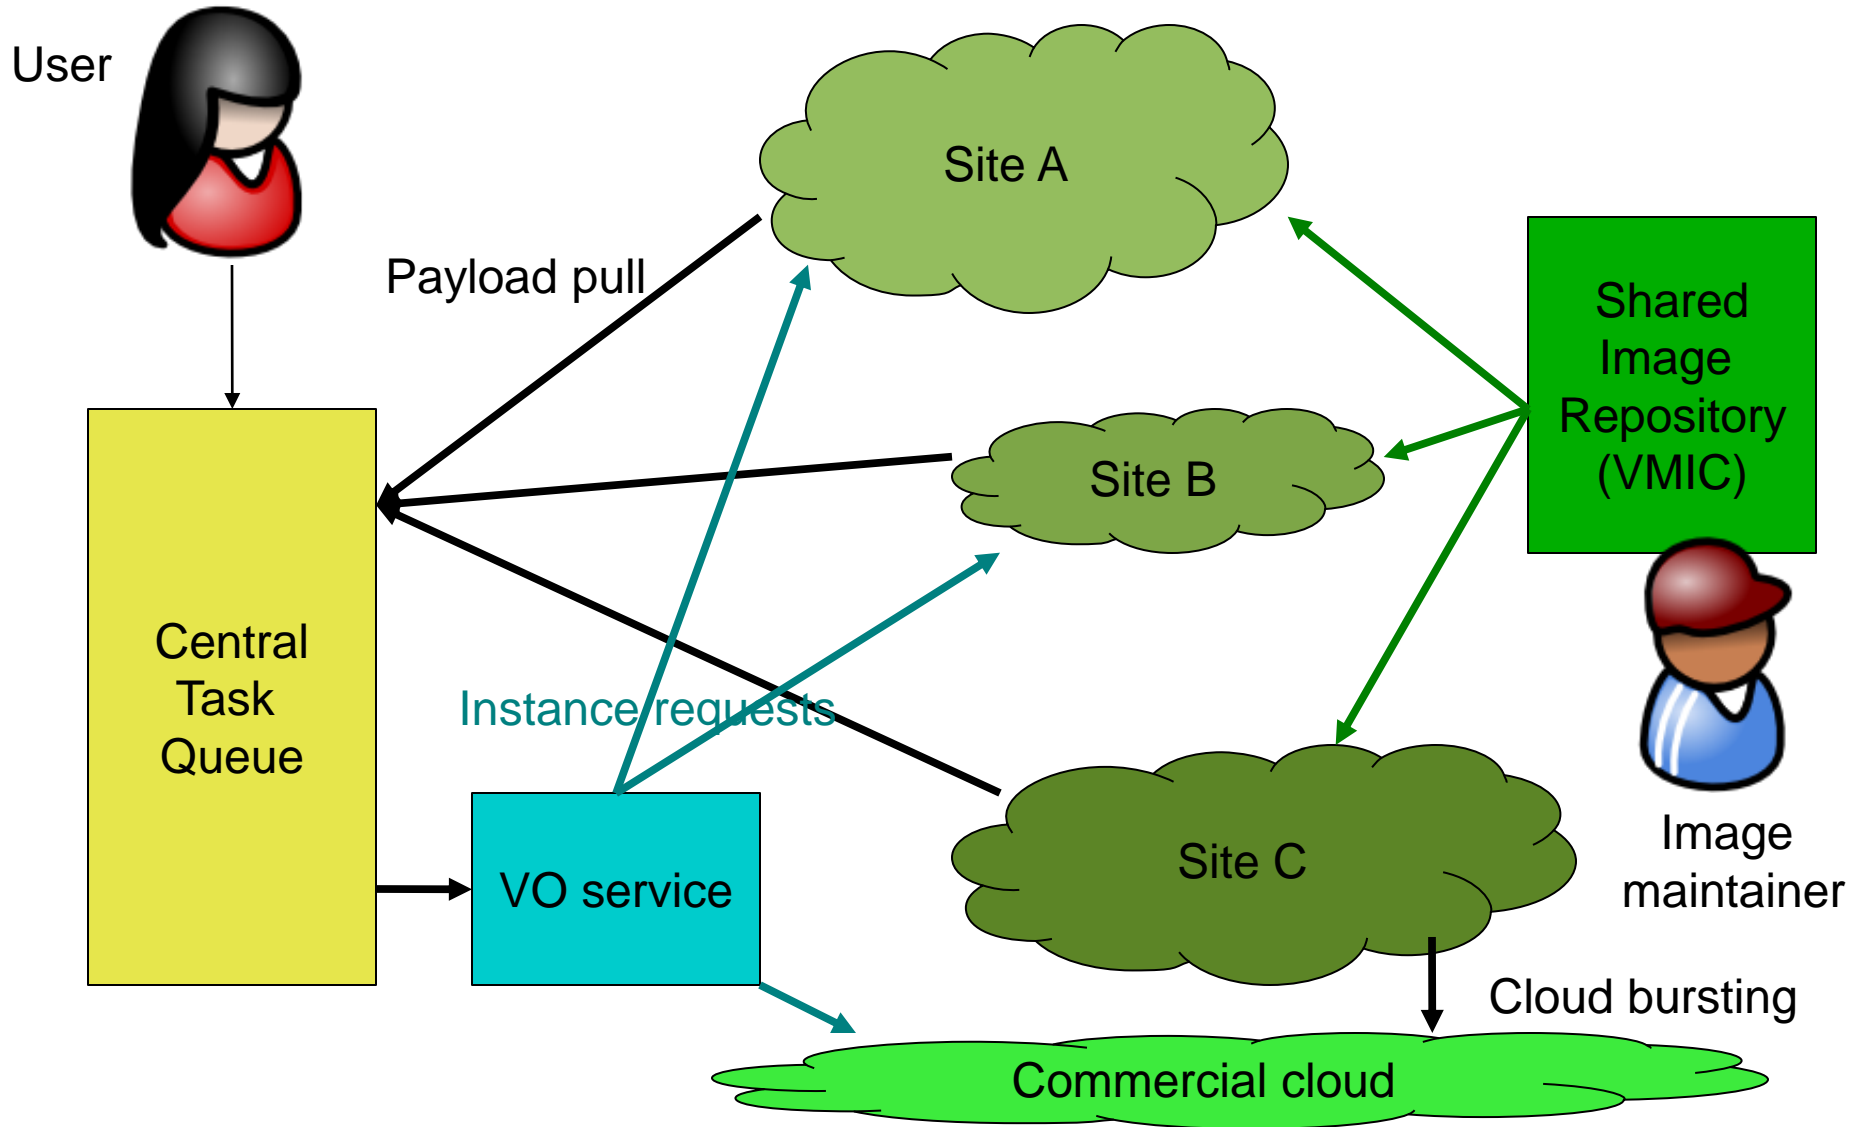 User
Site A
Payload pull
Shared
Image
Repository
(VMIC)
Site B
Central
Task
Queue
Instance requests
VO service
Site C
Image
maintainer
Cloud bursting
Commercial cloud